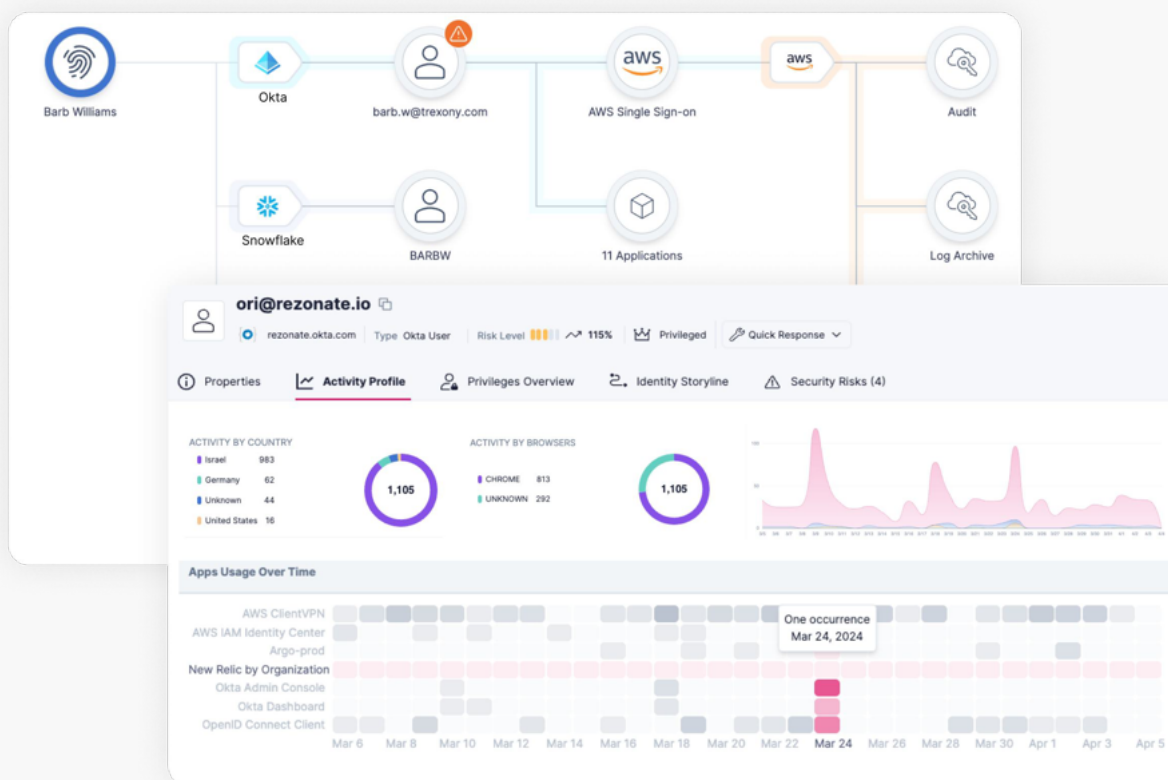 aws
aws
Okta
Barb Williams
barb.w@trexony.com
AWS Single Sign-on
Audit
Snowflake
BARBW
11 Applications
Log Archive
ori@rezonate.io
rezonate.okta.com Type Okta User Risk Level 115% Privileged Quick Response
Properties Activity Profile Privileges Overview Identity Storyline Security Risks (4)
ACTIVITY BY COUNTRY
Israel 983
Germany 62
Unknown 44
United States 16
1,105
ACTIVITY BY BROWSERS
CHROME 813
UNKNOWN 292
1,105
Apps Usage Over Time
AWS ClientVPN
AWS IAM Identity Center
Argo-prod
New Relic by Organization
Okta Admin Console
Okta Dashboard
OpenID Connect Client
One occurrence
Mar 24, 2024
Mar 6 Mar 8 Mar 10 Mar 12 Mar 14 Mar 16 Mar 18 Mar 20 Mar 22 Mar 24 Mar 26 Mar 28 Mar 30 Apr 1 Apr 3 Apr 5